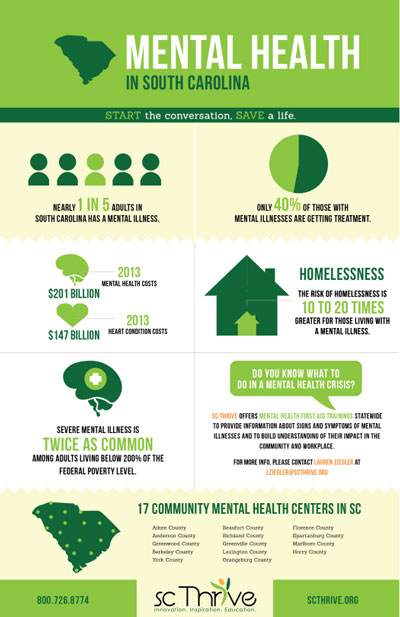 MENTAL HEALTH
IN SOUTH CAROLINA
START the conversation, SAVE a life.
NEARLY 1 IN 5 ADULTS IN
SOUTH CAROLINA HAS A MENTAL ILLNESS.
ONLY 40% OF THOSE WITH
MENTAL ILLNESSES ARE GETTING TREATMENT.
2013
MENTAL HEALTH COSTS
$201 BILLION
2013
HEART CONDITION COSTS
$147 BILLION
HOMELESSNESS
THE RISK OF HOMELESSNESS IS
10 TO 20 TIMES
GREATER FOR THOSE LIVING WITH
A MENTAL ILLNESS.
SEVERE MENTAL ILLNESS IS
TWICE AS COMMON
AMONG ADULTS LIVING BELOW 200% OF THE
FEDERAL POVERTY LEVEL.
DO YOU KNOW WHAT TO
DO IN A MENTAL HEALTH CRISIS?
SC THRIVE OFFERS MENTAL HEALTH FIRST AID TRAININGS STATEWIDE
TO PROVIDE INFORMATION ABOUT SIGNS AND SYMPTOMS OF MENTAL
ILLNESSES AND TO BUILD UNDERSTANDING OF THEIR IMPACT IN THE
COMMUNITY AND WORKPLACE.
FOR MORE INFO, PLEASE CONTACT LAUREN ZIEGLER AT
LZIEGLER@SCTHRIVE.ORG
17 COMMUNITY MENTAL HEALTH CENTERS IN SC
Aiken County
Anderson County
Greenwood County
Berkeley County
York County
Beaufort County
Richland County
Greenville County
Lexington County
Orangeburg County
Florence County
Spartanburg County
Marlboro County
Horry County
800.726.8774
sc Thrive
Innovation. Inspiration. Education.
SCTHRIVE.ORG